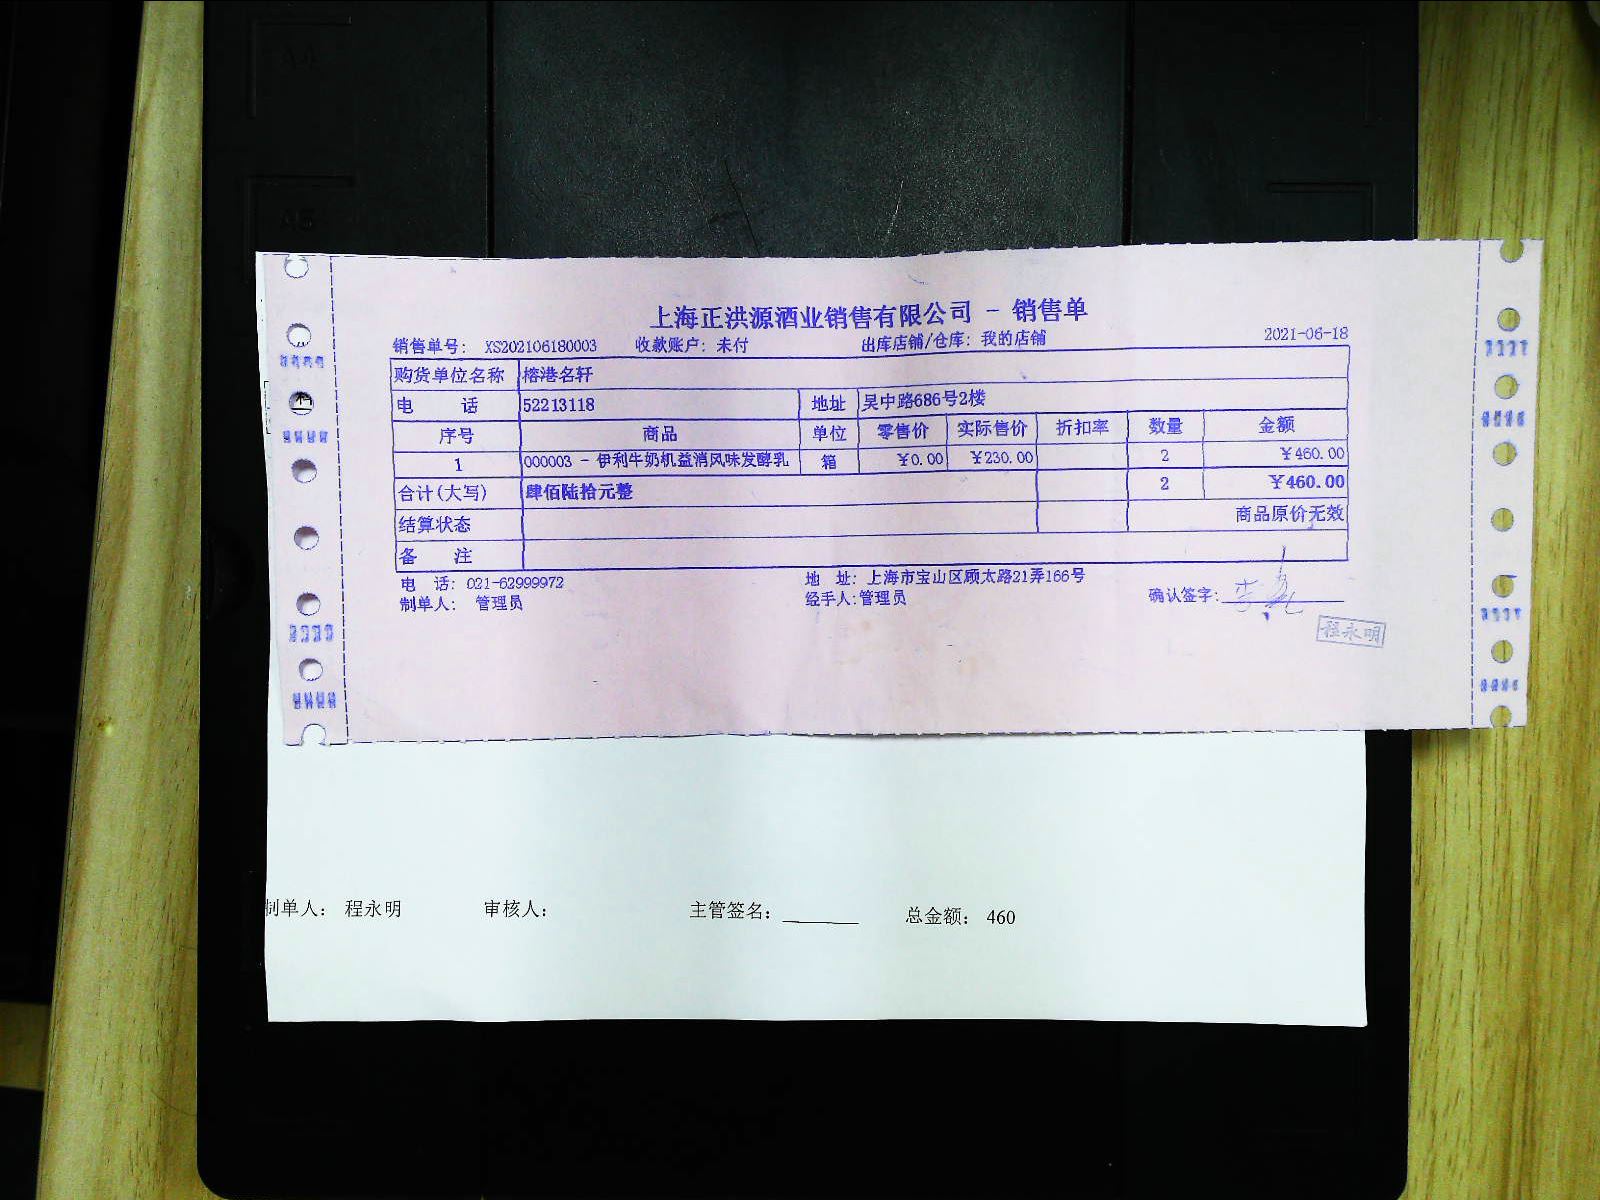 上海正洪源酒业销售有限公司 - 销售单
销售单号: XS202106180003 收款账户: 未付 出库店铺/仓库: 我的店铺 2021-06-18
购货单位名称 榕港名轩
电 话 52213118 地址 吴中路686号2楼
序号 商品 单位 零售价 实际售价 折扣率 数量 金额
1 000003 - 伊利牛奶机益消风味发酵乳 箱 ¥0.00 ¥230.00 2 ¥460.00
合计(大写) 肆佰陆拾元整 2 ¥460.00
结算状态 商品原价无效
备 注
电 话: 021-62999972 地 址: 上海市宝山区顾太路21弄166号
制单人: 管理员 经手人:管理员 确认签字:
程永明
制单人: 程永明 审核人: 主管签名: 总金额: 460